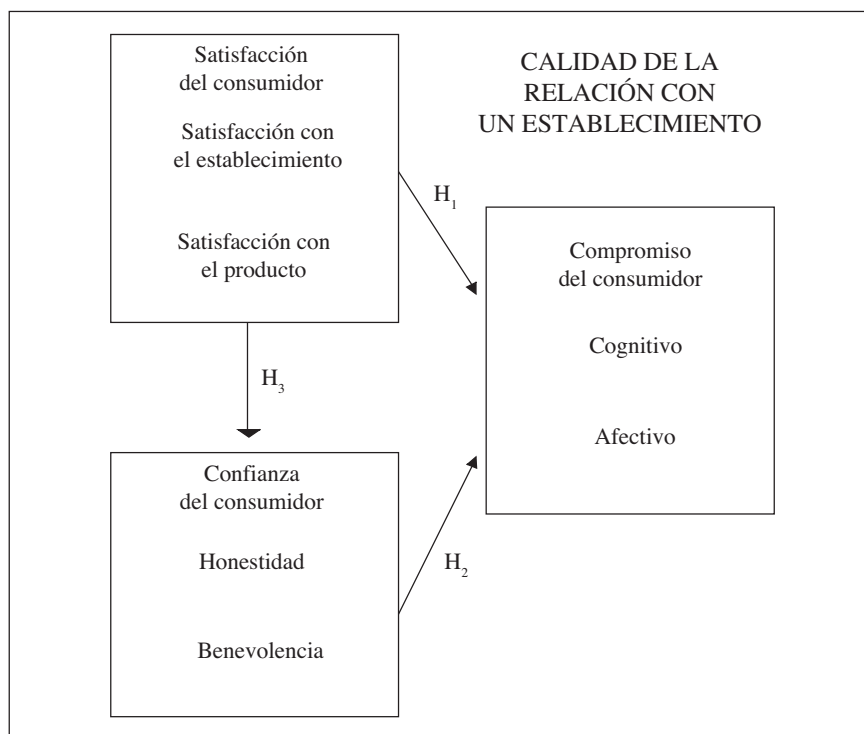 Satisfacción
del consumidor
Satisfacción con
el establecimiento
Satisfacción con
el producto
CALIDAD DE LA
RELACIÓN CON
UN ESTABLECIMIENTO
H₁
Compromiso
del consumidor
Cognitivo
Afectivo
H₃
Confianza
del consumidor
Honestidad
Benevolencia
H₂